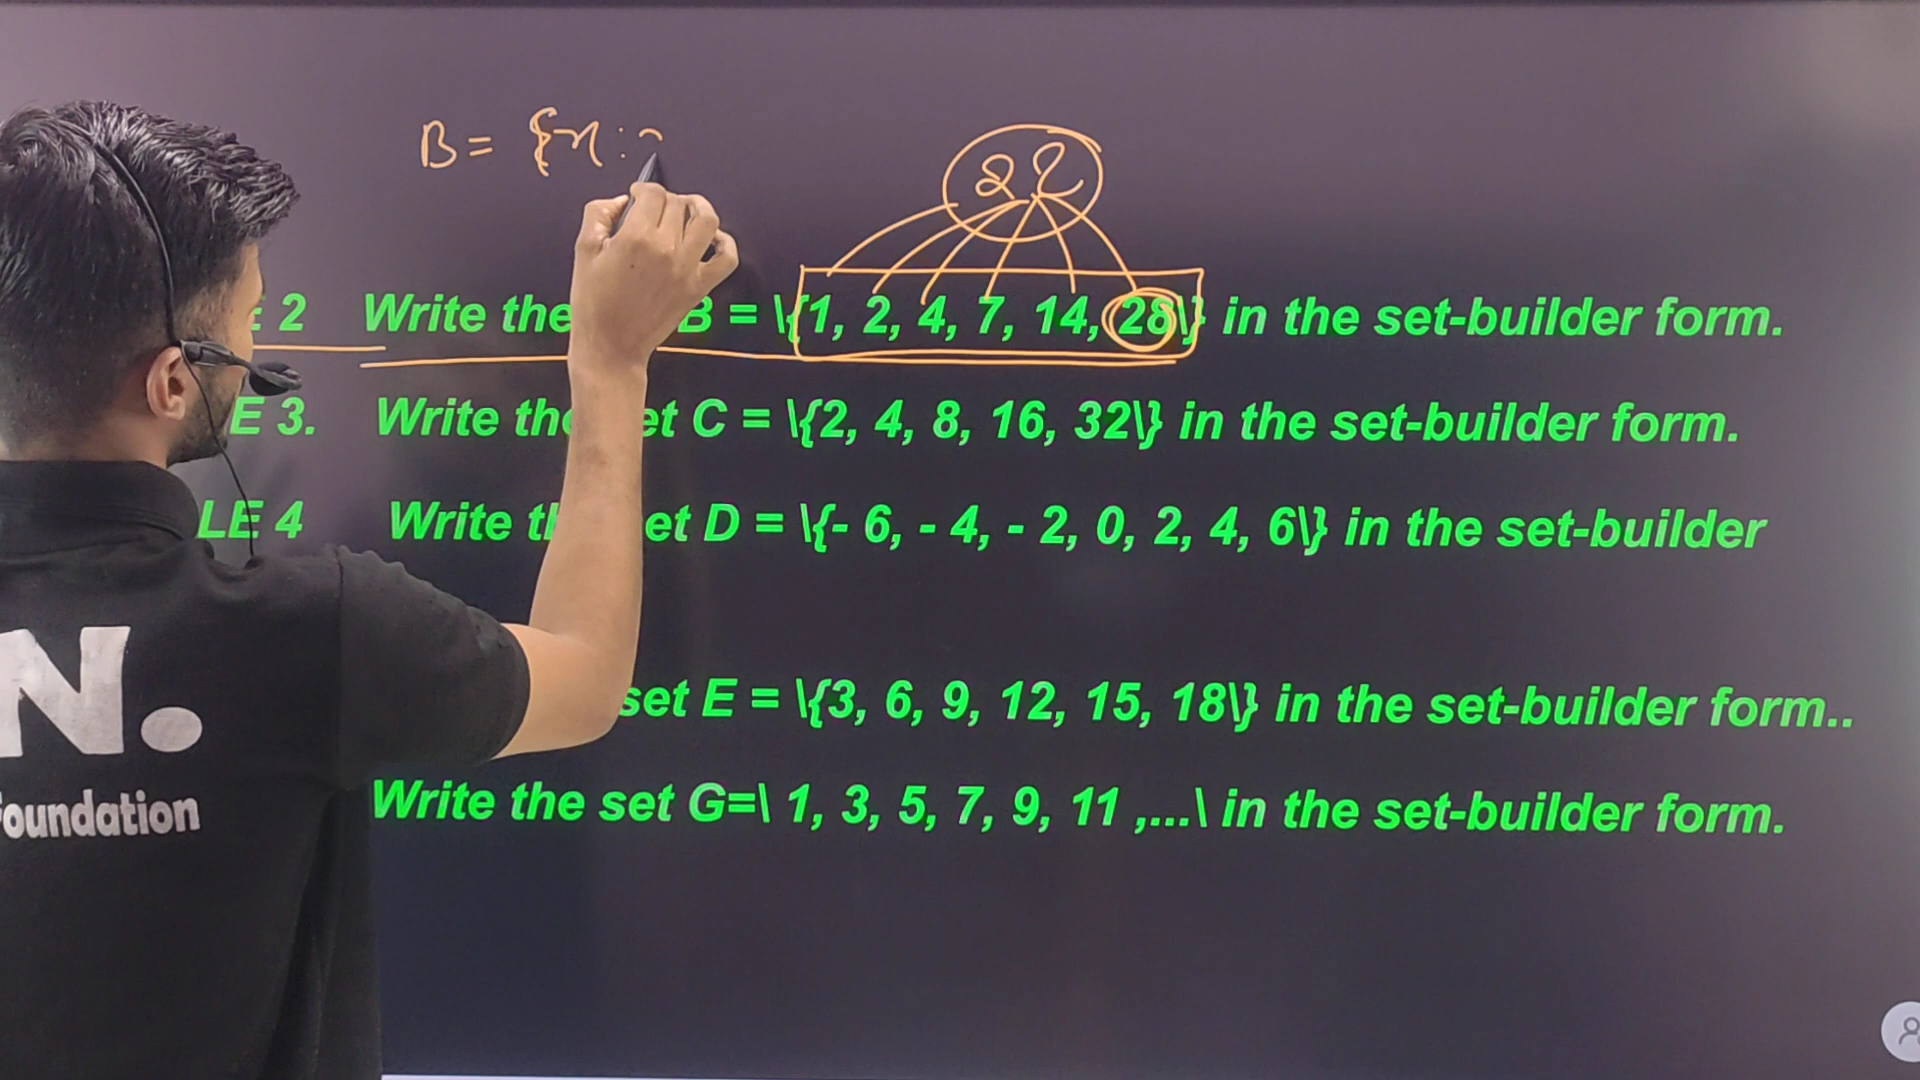 B = {x :
28
E 2 Write the B = \{1, 2, 4, 7, 14, 28\} in the set-builder form.
E 3. Write the et C = \{2, 4, 8, 16, 32\} in the set-builder form.
LE 4 Write th et D = \{- 6, - 4, - 2, 0, 2, 4, 6\} in the set-builder
set E = \{3, 6, 9, 12, 15, 18\} in the set-builder form..
Write the set G=\ 1, 3, 5, 7, 9, 11 ,...\ in the set-builder form.
N.
Foundation